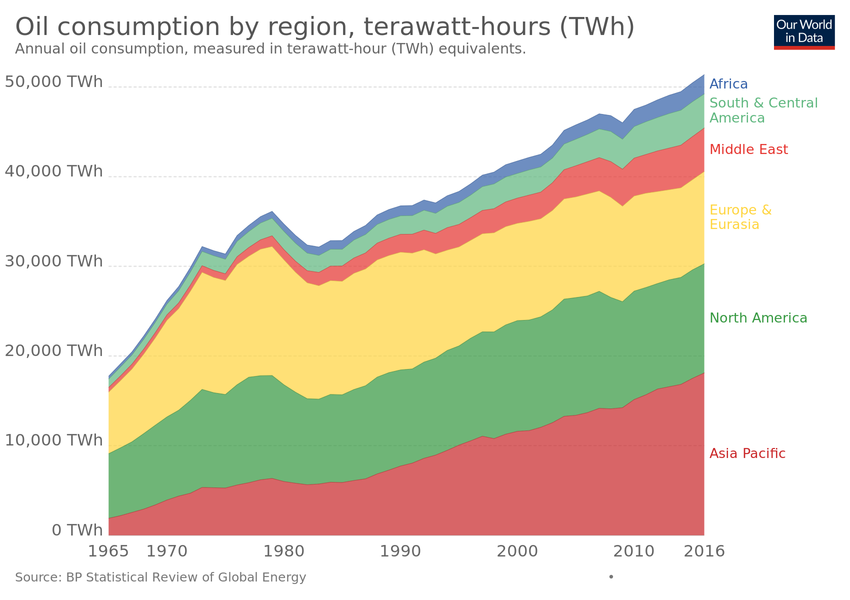 Oil consumption by region, terawatt-hours (TWh)
Annual oil consumption, measured in terawatt-hour (TWh) equivalents.
Our World
in Data
50,000 TWh
40,000 TWh
30,000 TWh
20,000 TWh
10,000 TWh
0 TWh
Africa
South & Central
America
Middle East
Europe &
Eurasia
North America
Asia Pacific
1965 1970 1980 1990 2000 2010 2016
Source: BP Statistical Review of Global Energy
•